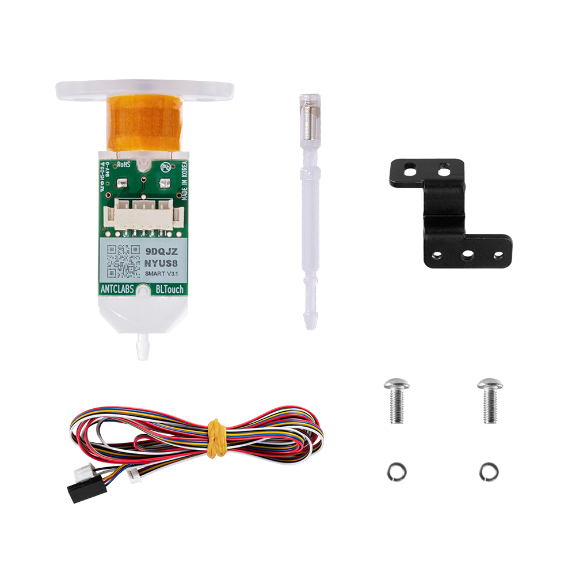 RoHS
MADE IN KOREA
9DQJZ
NYUS8
SMART V3.1
ANTCLABS BLTouch